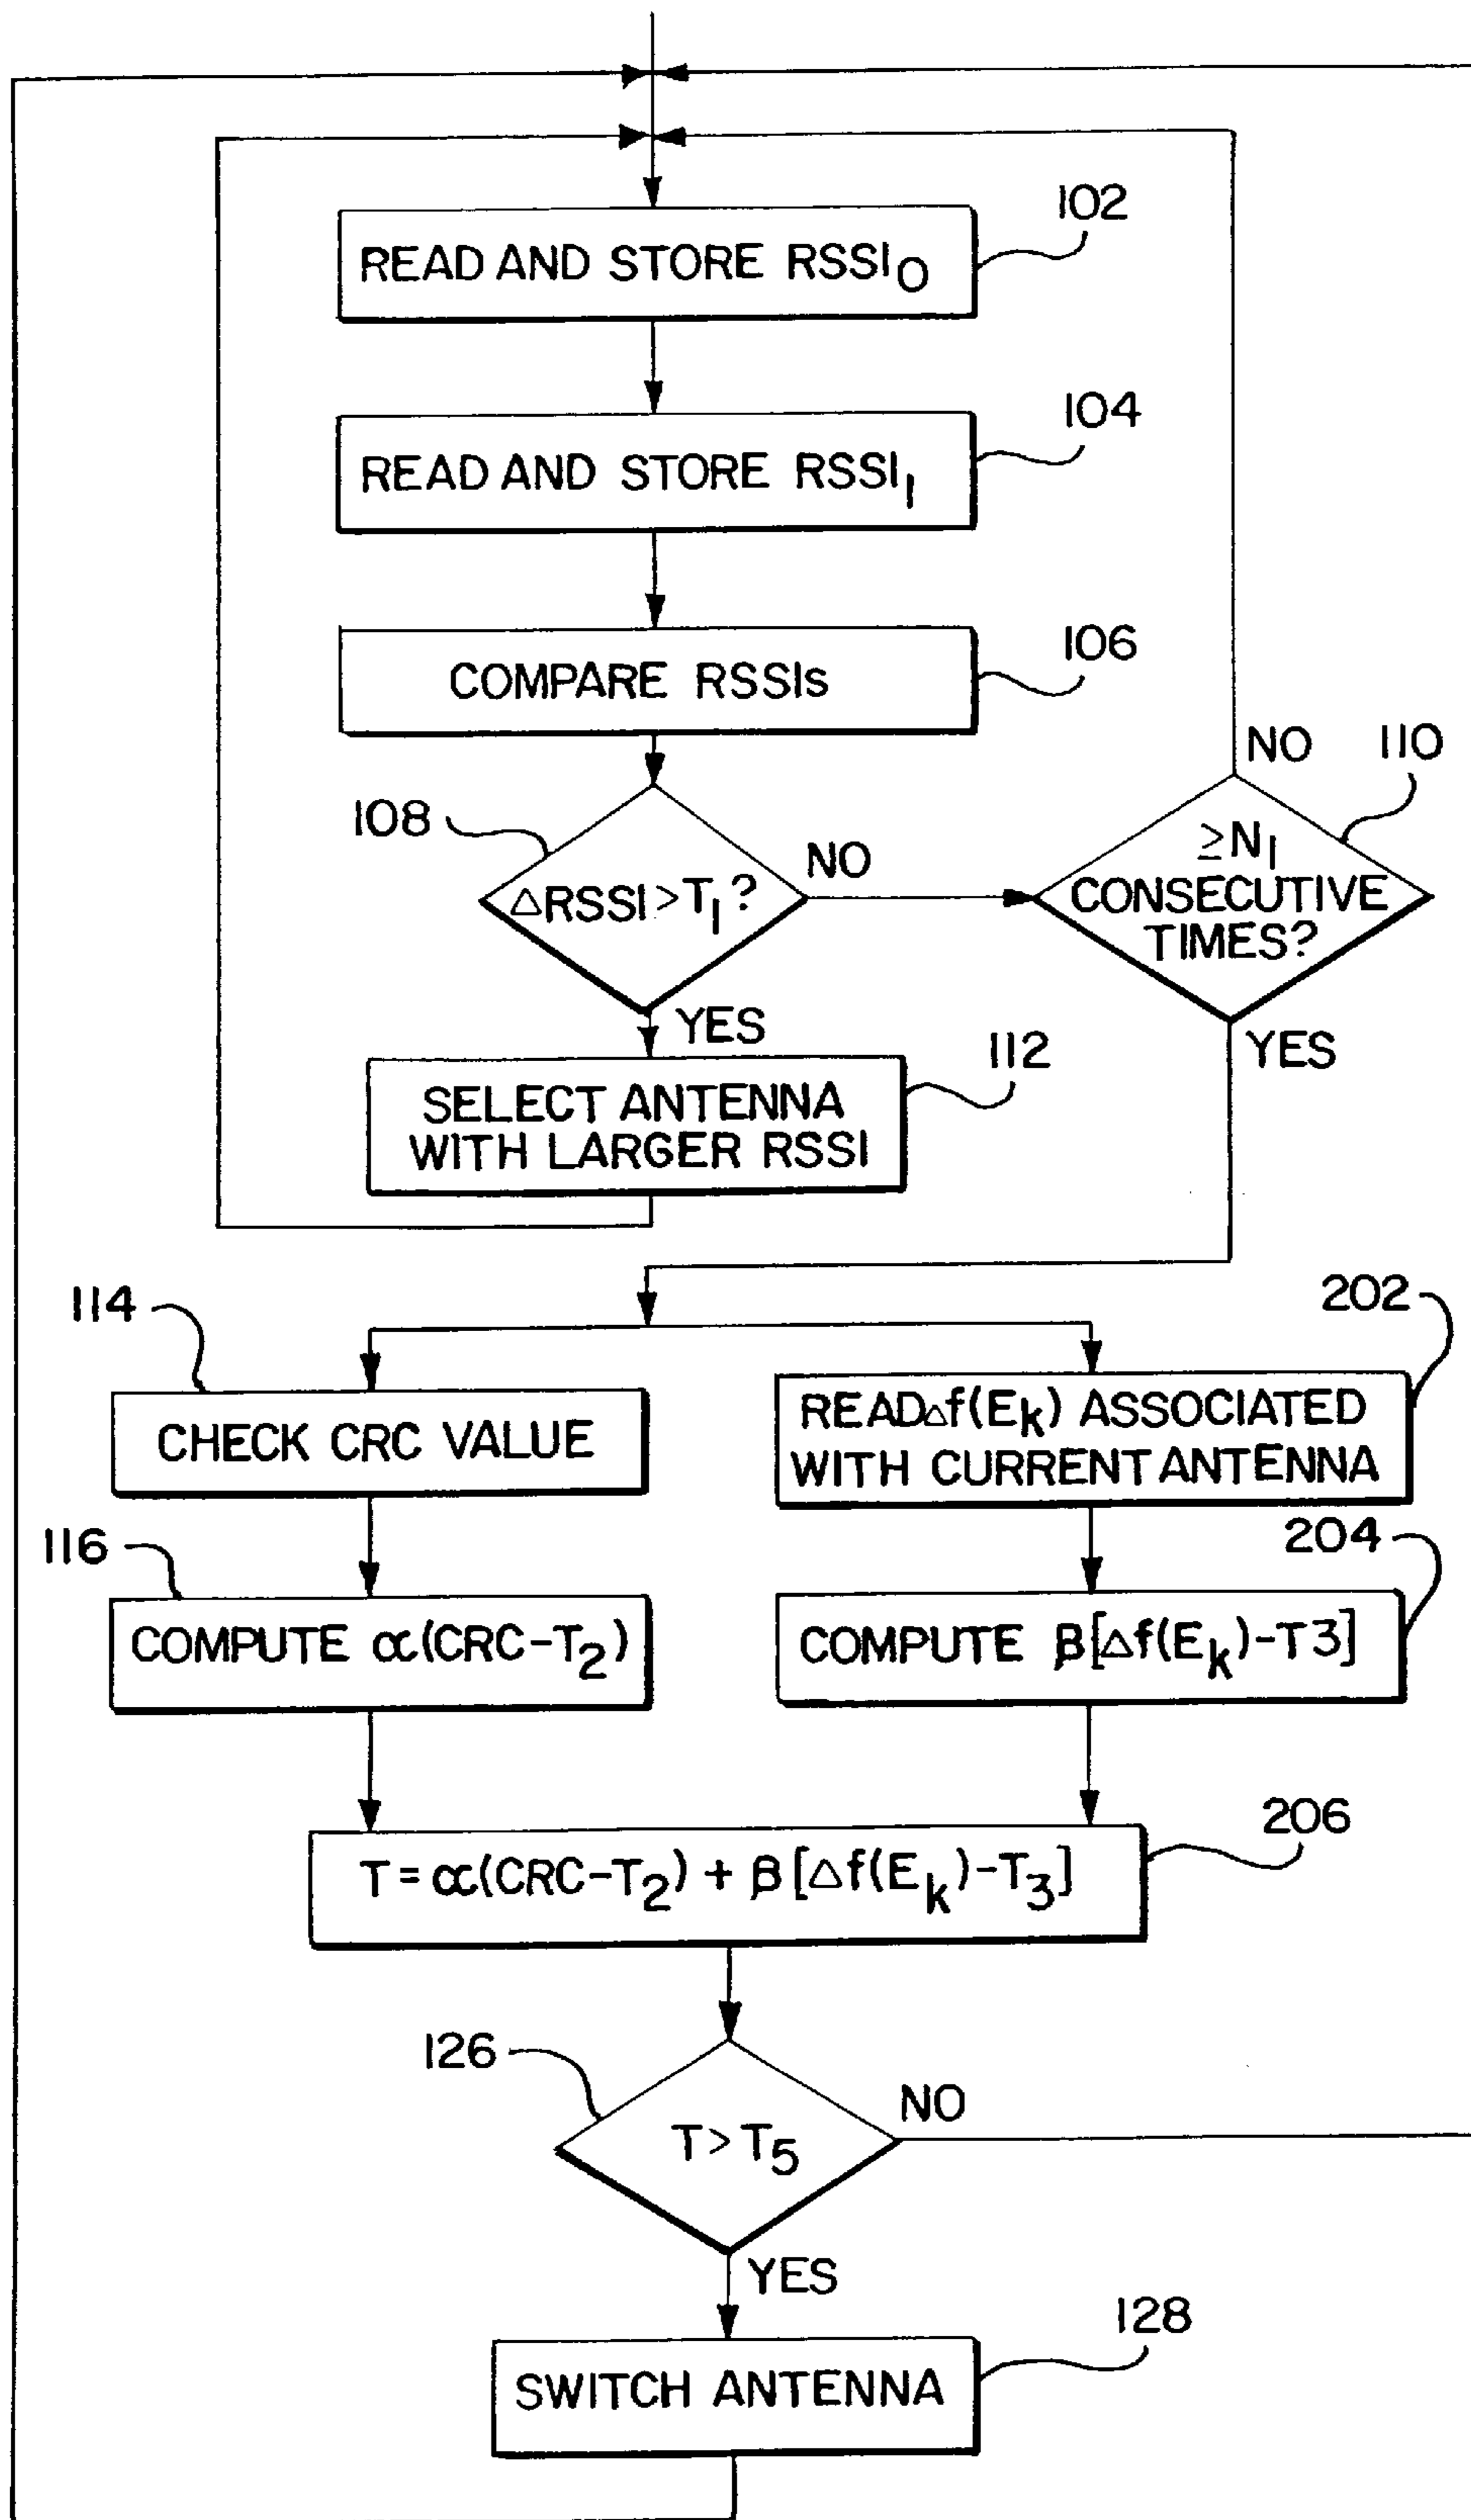 102
READ AND STORE RSSI0
104
READ AND STORE RSSI1
106
COMPARE RSSIs
NO
110
108
ΔRSSI>T1?
NO
≥N1
CONSECUTIVE
TIMES?
YES
112
YES
SELECT ANTENNA
WITH LARGER RSSI
114
202
CHECK CRC VALUE
READΔf(Ek) ASSOCIATED
WITH CURRENT ANTENNA
116
204
COMPUTE α(CRC-T2)
COMPUTE β[Δf(Ek)-T3]
206
T=α(CRC-T2)+β[Δf(Ek)-T3]
126
NO
T>T5
YES
128
SWITCH ANTENNA